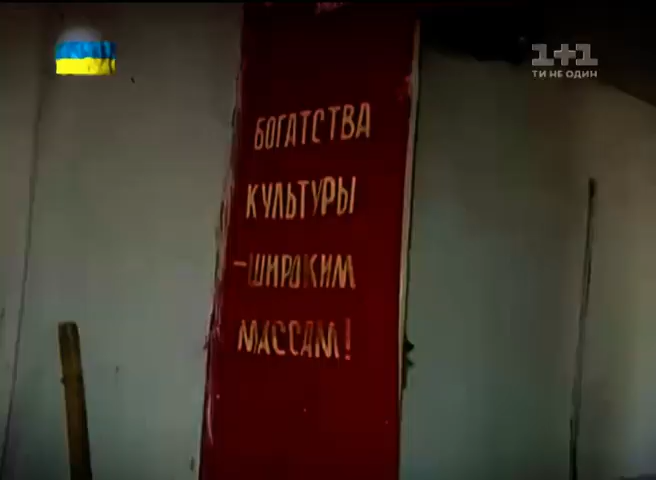 1+1
ТИ НЕ ОДИН
БОГАТСТВА
КУЛЬТУРЫ
-ШИРОКИМ
МАССАМ!